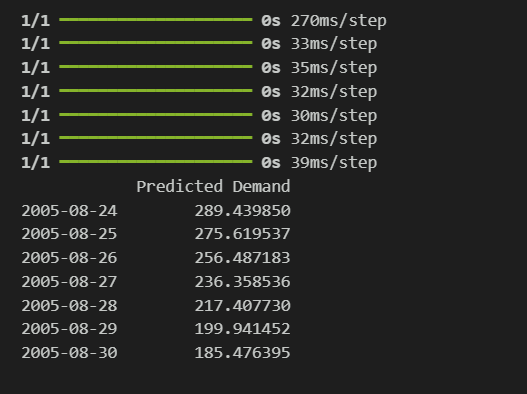 1/1 ━━━━━━━━━━━━━━━━━━━━ 0s 270ms/step
1/1 ━━━━━━━━━━━━━━━━━━━━ 0s 33ms/step
1/1 ━━━━━━━━━━━━━━━━━━━━ 0s 35ms/step
1/1 ━━━━━━━━━━━━━━━━━━━━ 0s 32ms/step
1/1 ━━━━━━━━━━━━━━━━━━━━ 0s 30ms/step
1/1 ━━━━━━━━━━━━━━━━━━━━ 0s 32ms/step
1/1 ━━━━━━━━━━━━━━━━━━━━ 0s 39ms/step
Predicted Demand
2005-08-24 289.439850
2005-08-25 275.619537
2005-08-26 256.487183
2005-08-27 236.358536
2005-08-28 217.407730
2005-08-29 199.941452
2005-08-30 185.476395